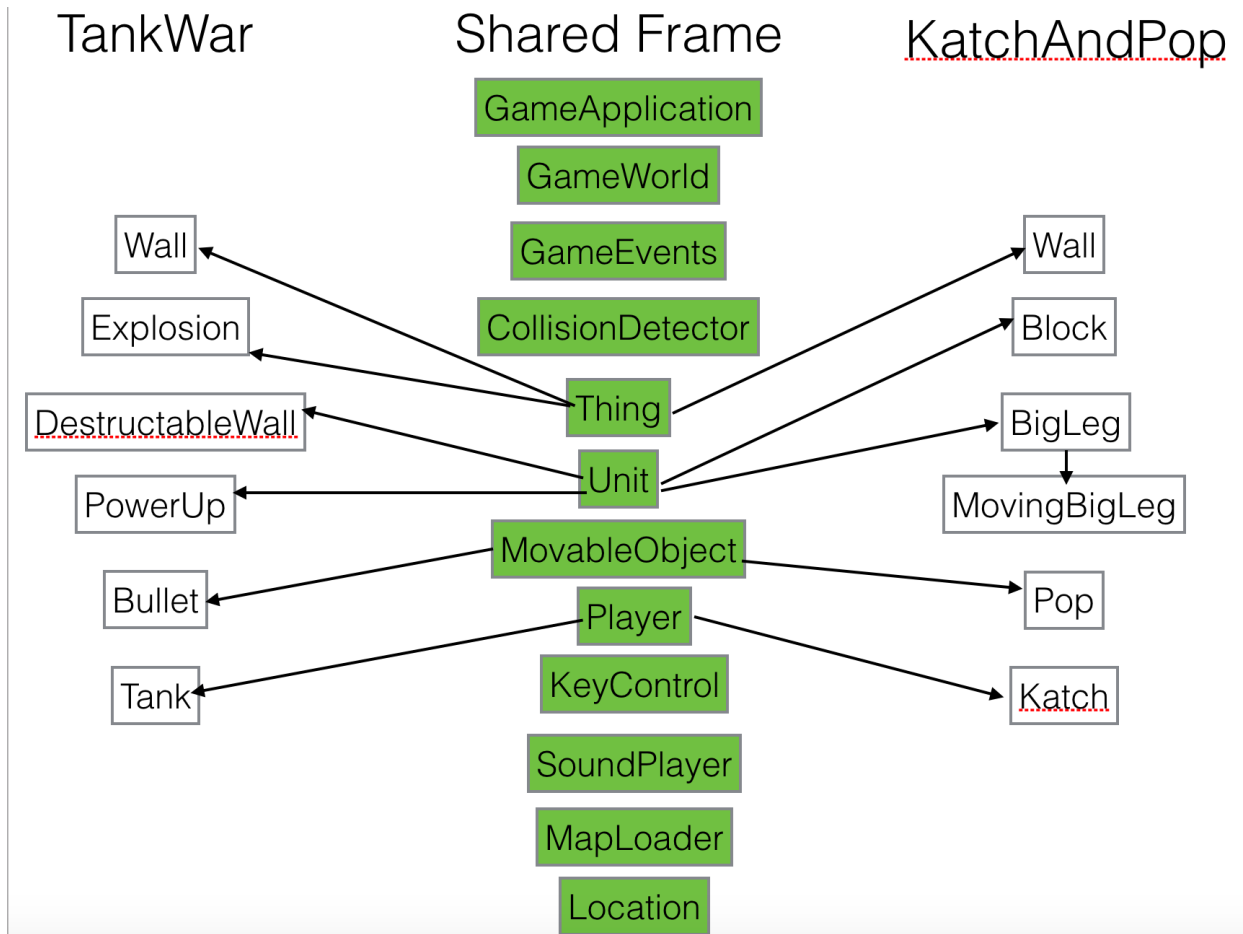 TankWar
Shared Frame
KatchAndPop
GameApplication
GameWorld
Wall
GameEvents
Wall
Explosion
CollisionDetector
Block
DestructableWall
Thing
BigLeg
PowerUp
Unit
MovingBigLeg
MovableObject
Bullet
Player
Pop
Tank
KeyControl
Katch
SoundPlayer
MapLoader
Location